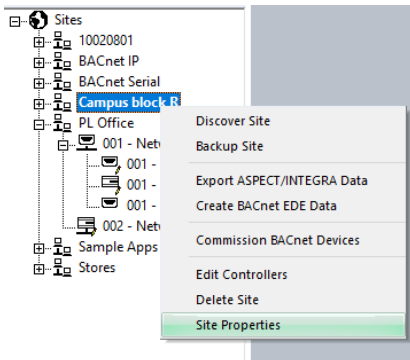 Sites
10020801
BACnet IP
BACnet Serial
Campus block R
PL Office
001 - Net
001 -
001 -
001 -
002 - Net
Sample Apps
Stores
Discover Site
Backup Site
Export ASPECT/INTEGRA Data
Create BACnet EDE Data
Commission BACnet Devices
Edit Controllers
Delete Site
Site Properties